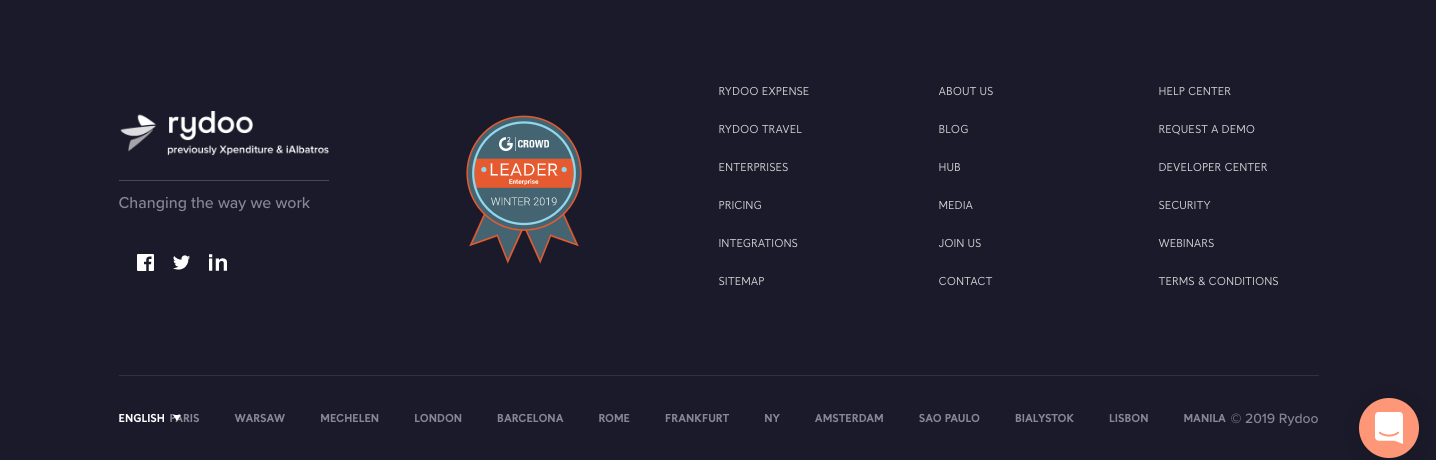 rydoo
previously Xpenditure & iAlbatros
Changing the way we work
G2 CROWD
LEADER
Enterprise
WINTER 2019
RYDOO EXPENSE
RYDOO TRAVEL
ENTERPRISES
PRICING
INTEGRATIONS
SITEMAP
ABOUT US
BLOG
HUB
MEDIA
JOIN US
CONTACT
HELP CENTER
REQUEST A DEMO
DEVELOPER CENTER
SECURITY
WEBINARS
TERMS & CONDITIONS
ENGLISH PARIS WARSAW MECHELEN LONDON BARCELONA ROME FRANKFURT NY AMSTERDAM SAO PAULO BIALYSTOK LISBON MANILA © 2019 Rydoo